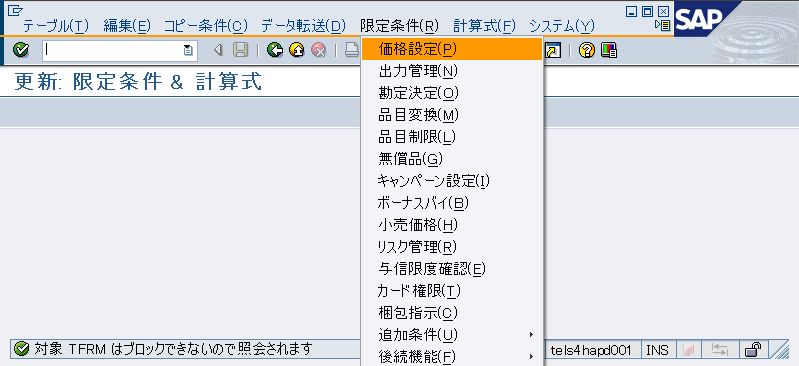 テーブル(T) 編集(E) コピー条件(C) データ転送(D) 限定条件(R) 計算式(F) システム(Y)
SAP
更新: 限定条件 & 計算式
価格設定(P)
出力管理(N)
勘定決定(O)
品目変換(M)
品目制限(L)
無償品(G)
キャンペーン設定(I)
ボーナスバイ(B)
小売価格(H)
リスク管理(R)
与信限度確認(E)
カード権限(T)
梱包指示(C)
追加条件(U)
後続機能(F)
対象 TFRM はブロックできないので照会されます
tels4hapd001 INS